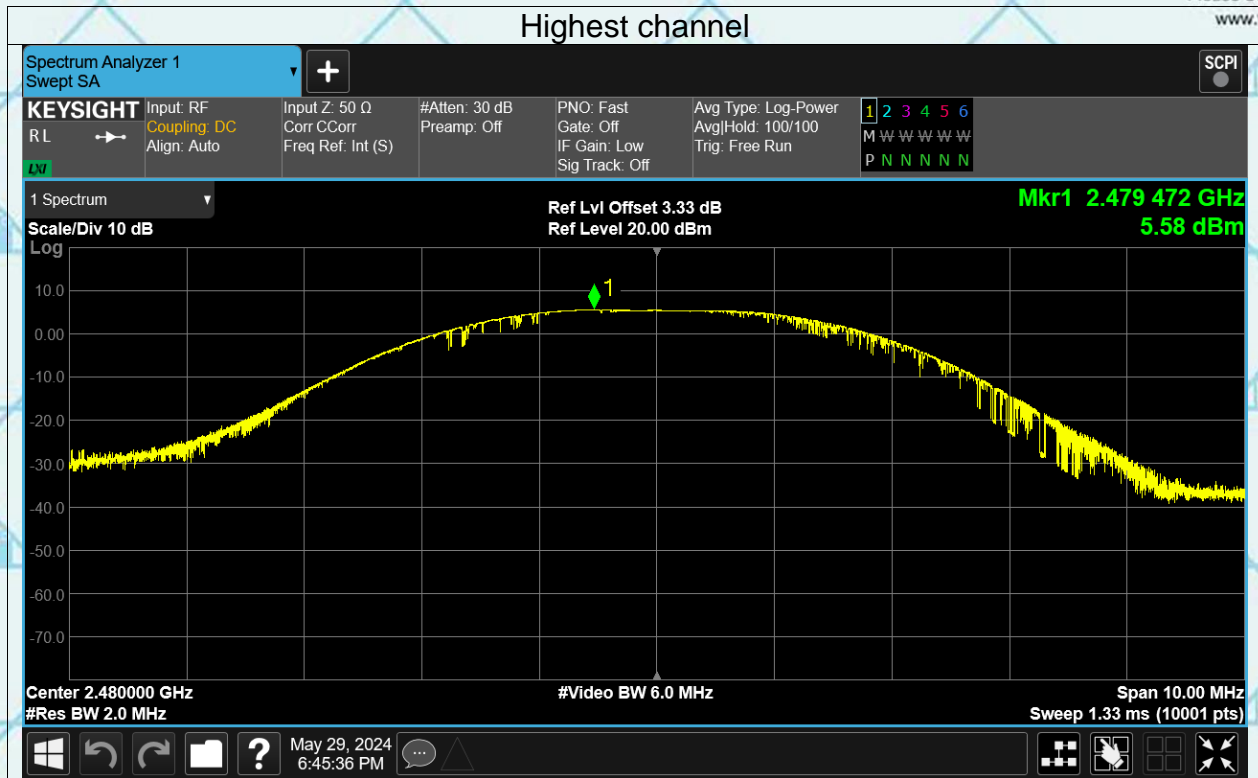 www.
Highest channel
Spectrum Analyzer 1
Swept SA
+
SCPI
KEYSIGHT
RL
LXI
Input: RF
Coupling: DC
Align: Auto
Input Z: 50 Ω
Corr CCorr
Freq Ref: Int (S)
#Atten: 30 dB
Preamp: Off
PNO: Fast
Gate: Off
IF Gain: Low
Sig Track: Off
Avg Type: Log-Power
Avg|Hold: 100/100
Trig: Free Run
1 2 3 4 5 6
M W W W W W
P N N N N N
1 Spectrum
Scale/Div 10 dB
Ref Lvl Offset 3.33 dB
Ref Level 20.00 dBm
Mkr1 2.479 472 GHz
5.58 dBm
Log
1
10.0
0.00
-10.0
-20.0
-30.0
-40.0
-50.0
-60.0
-70.0
Center 2.480000 GHz
#Res BW 2.0 MHz
#Video BW 6.0 MHz
Span 10.00 MHz
Sweep 1.33 ms (10001 pts)
?
May 29, 2024
6:45:36 PM